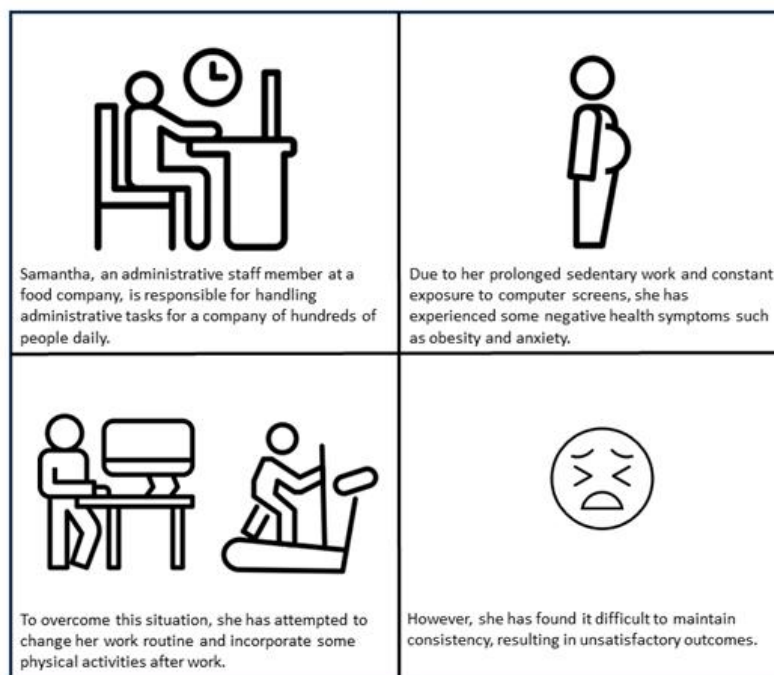 Samantha, an administrative staff member at a
food company, is responsible for handling
administrative tasks for a company of hundreds of
people daily.
Due to her prolonged sedentary work and constant
exposure to computer screens, she has
experienced some negative health symptoms such
as obesity and anxiety.
To overcome this situation, she has attempted to
change her work routine and incorporate some
physical activities after work.
However, she has found it difficult to maintain
consistency, resulting in unsatisfactory outcomes.